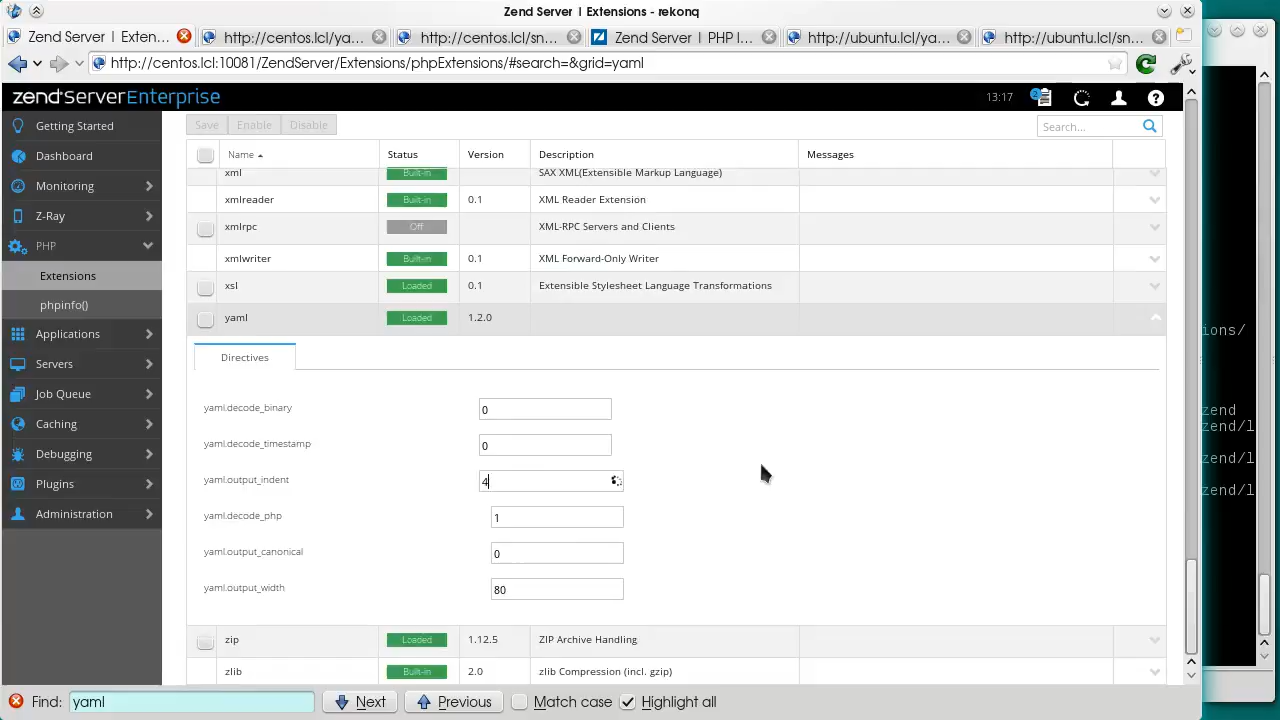 Zend Server | Extensions - rekonq
Zend Server | Exten... http://centos.lcl/ya... http://cent Zend Server | PHP I... http://ubuntu.lcl/ya... http://ubuntu.lcl/sn...
http://centos.lcl:10081/ZendServer/Extensions/phpExtensions/#search=&grid=yaml
zend Server Enterprise 13:17
Getting Started
Dashboard
Monitoring
Z-Ray
PHP
Extensions
phpinfo()
Applications
Servers
Job Queue
Caching
Debugging
Plugins
Administration
Save Enable Disable Search...
Name Status Version Description Messages
xml Built-in SAX XML(Extensible Markup Language)
xmlreader Built-in 0.1 XML Reader Extension
xmlrpc Off XML-RPC Servers and Clients
xmlwriter Built-in 0.1 XML Forward-Only Writer
xsl Loaded 0.1 Extensible Stylesheet Language Transformations
yaml Loaded 1.2.0
Directives
yaml.decode_binary 0
yaml.decode_timestamp 0
yaml.output_indent 4
yaml.decode_php 1
yaml.output_canonical 0
yaml.output_width 80
zip Loaded 1.12.5 ZIP Archive Handling
zlib Built-in 2.0 Compression (incl. gzip)
ions/
zend
zend/l
zend/l
zend/l
Find: yaml Next Previous Match case Highlight all